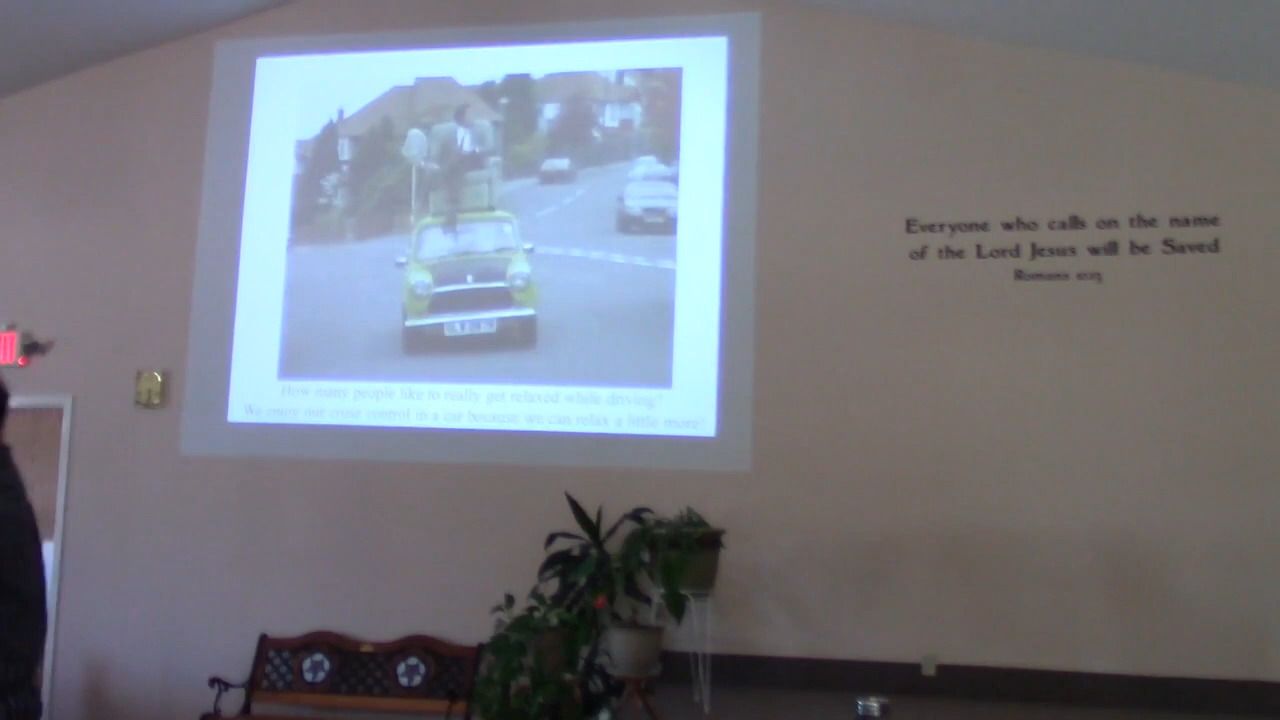 How many people like to really get relaxed while driving?
We enjoy our cruise control in a car because we can relax a little more!
Everyone who calls on the name
of the Lord Jesus will be Saved
Romans